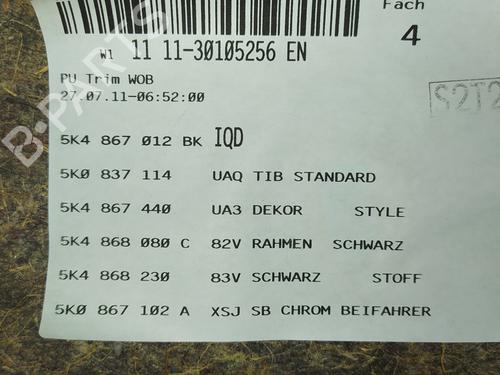 Fach
4
W1 11 11-30105256 EN
PU Trim WOB
27.07.11-06:52:00
S2T2
5K4 867 012 BK IQD
5K0 837 114 UAQ TIB STANDARD
5K4 867 440 UA3 DEKOR STYLE
5K4 868 080 C 82V RAHMEN SCHWARZ
5K4 868 230 83V SCHWARZ STOFF
5K0 867 102 A XSJ SB CHROM BEIFAHRER
B-PARTS